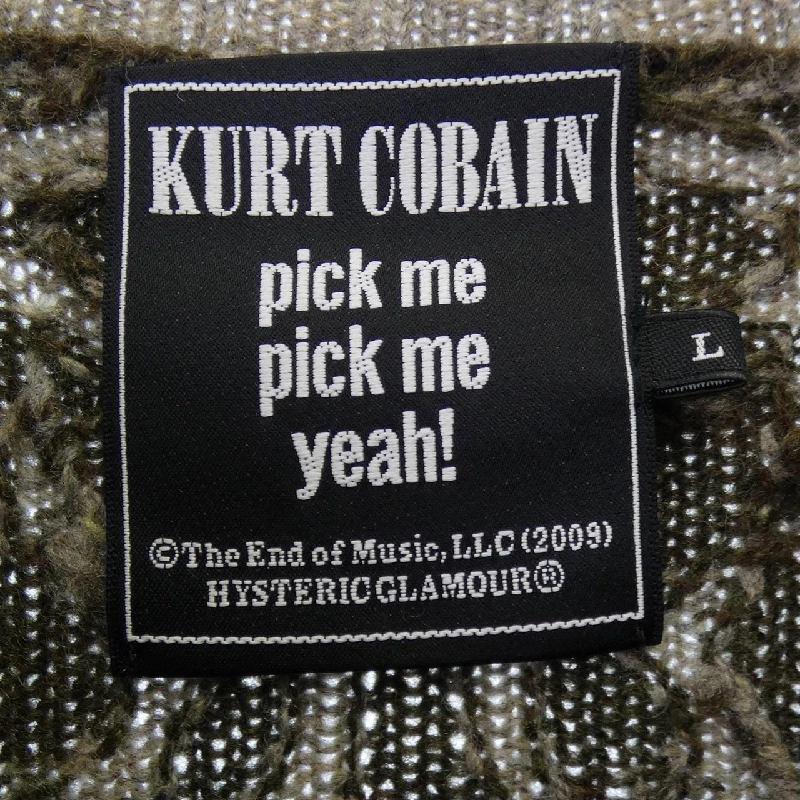 KURT COBAIN
pick me
pick me
yeah!
L
©The End of Music, LLC (2009)
HYSTERIC GLAMOUR®